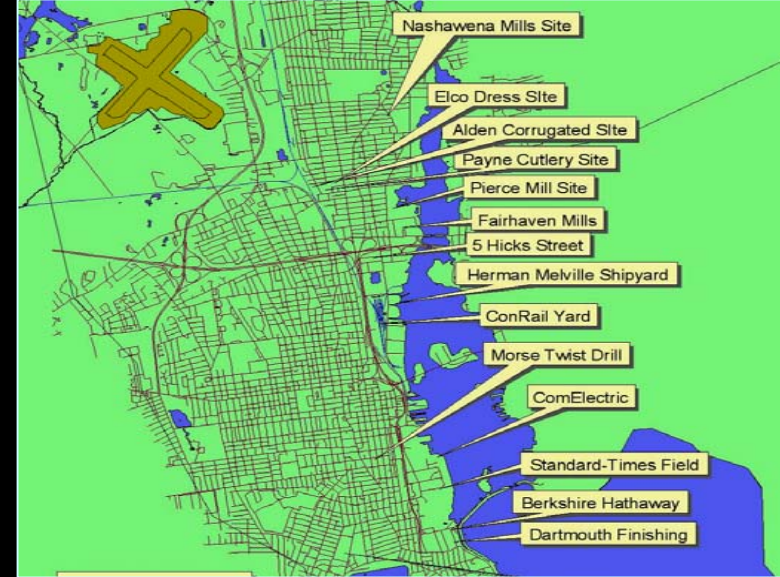 Nashawena Mills Site
Elco Dress SIte
Alden Corrugated SIte
Payne Cutlery Site
Pierce Mill Site
Fairhaven Mills
5 Hicks Street
Herman Melville Shipyard
ConRail Yard
Morse Twist Drill
ComElectric
Standard-Times Field
Berkshire Hathaway
Dartmouth Finishing